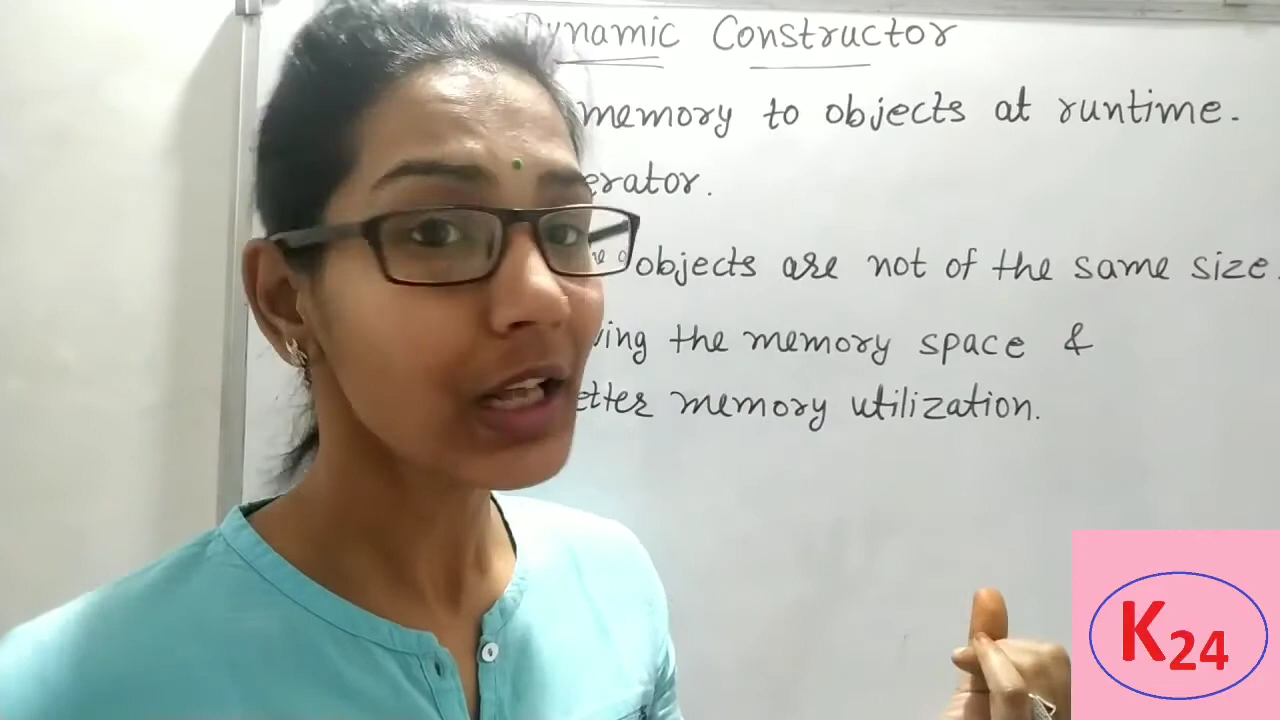 Dynamic Constructor
memory to objects at runtime.
erator.
objects are not of the same size.
ving the memory space &
etter memory utilization.
K24